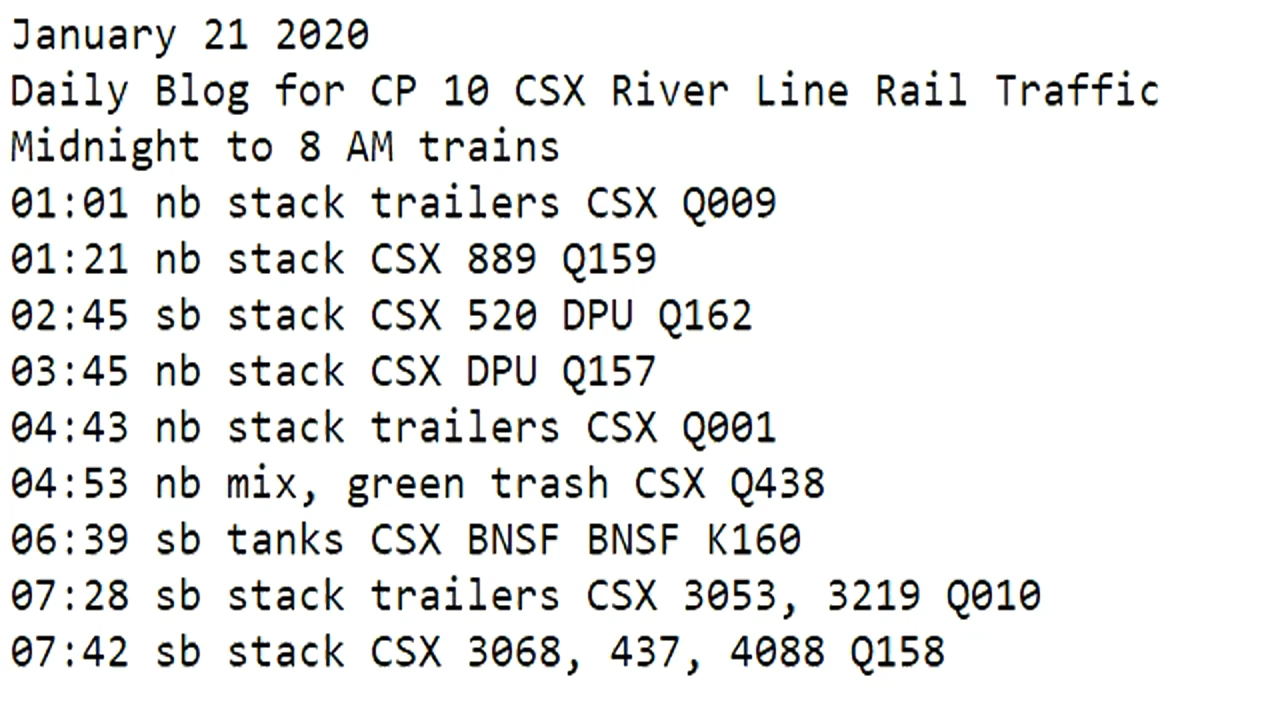 January 21 2020
Daily Blog for CP 10 CSX River Line Rail Traffic
Midnight to 8 AM trains
01:01 nb stack trailers CSX Q009
01:21 nb stack CSX 889 Q159
02:45 sb stack CSX 520 DPU Q162
03:45 nb stack CSX DPU Q157
04:43 nb stack trailers CSX Q001
04:53 nb mix, green trash CSX Q438
06:39 sb tanks CSX BNSF BNSF K160
07:28 sb stack trailers CSX 3053, 3219 Q010
07:42 sb stack CSX 3068, 437, 4088 Q158